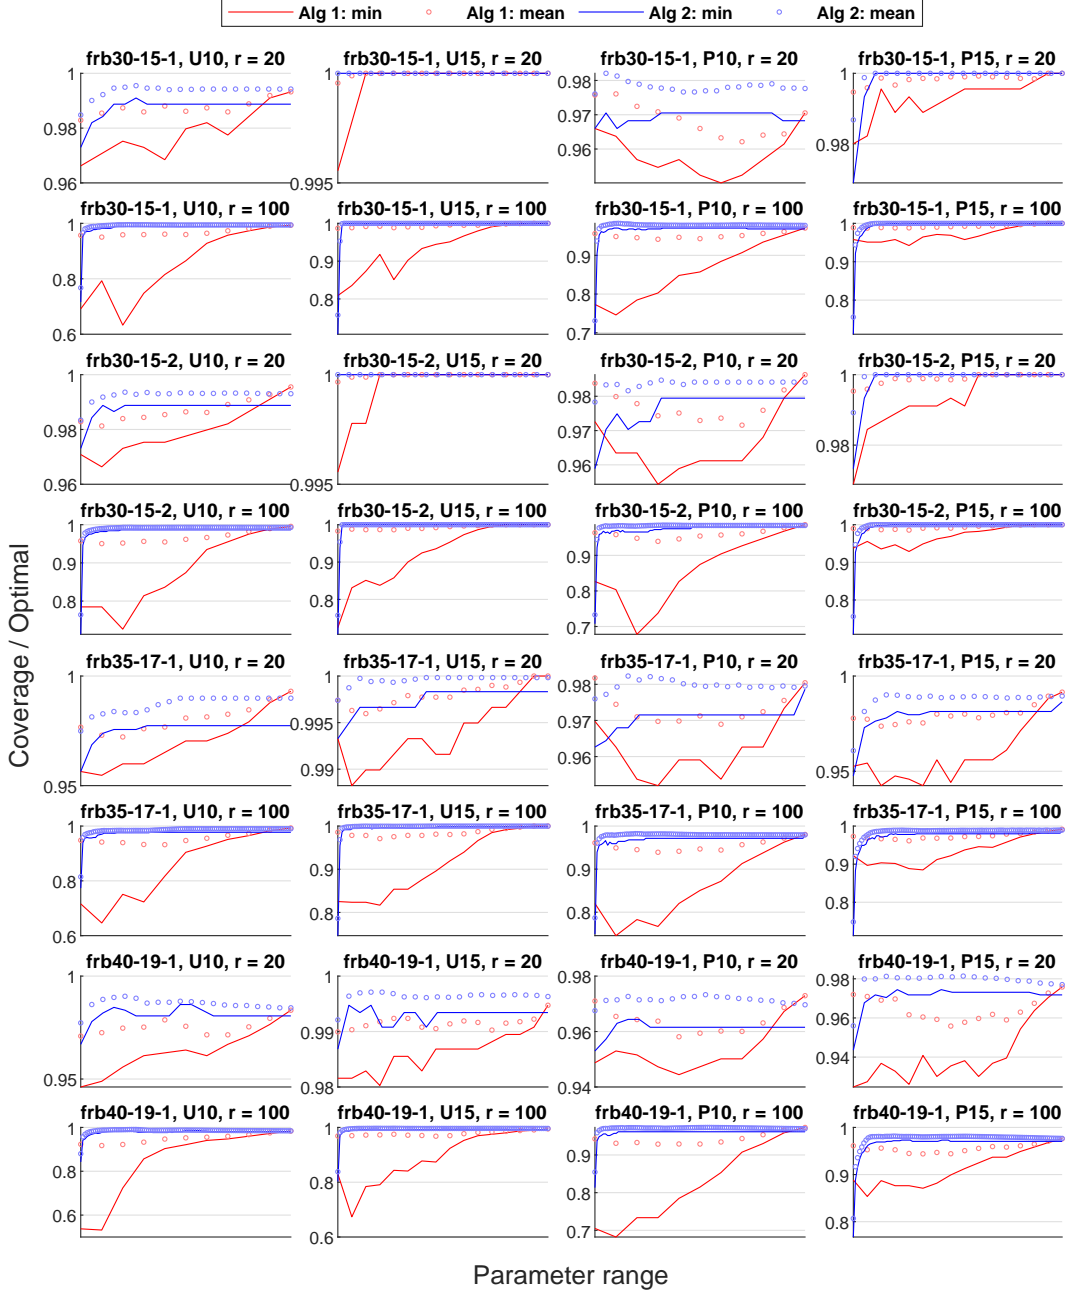 Alg 1: min Alg 1: mean Alg 2: min Alg 2: mean
frb30-15-1, U10, r = 20 frb30-15-1, U15, r = 20 frb30-15-1, P10, r = 20 frb30-15-1, P15, r = 20
1 0.98 0.96
1 0.995
0.98 0.97 0.96
1 0.98
frb30-15-1, U10, r = 100 frb30-15-1, U15, r = 100 frb30-15-1, P10, r = 100 frb30-15-1, P15, r = 100
1 0.8 0.6
1 0.9 0.8
0.9 0.8 0.7
1 0.9 0.8
frb30-15-2, U10, r = 20 frb30-15-2, U15, r = 20 frb30-15-2, P10, r = 20 frb30-15-2, P15, r = 20
1 0.98 0.96
1 0.995
0.98 0.97 0.96
1 0.98
frb30-15-2, U10, r = 100 frb30-15-2, U15, r = 100 frb30-15-2, P10, r = 100 frb30-15-2, P15, r = 100
1 0.9 0.8
1 0.9 0.8
0.9 0.8 0.7
1 0.9 0.8
frb35-17-1, U10, r = 20 frb35-17-1, U15, r = 20 frb35-17-1, P10, r = 20 frb35-17-1, P15, r = 20
1 0.95
1 0.995 0.99
0.98 0.97 0.96
1 0.95
frb35-17-1, U10, r = 100 frb35-17-1, U15, r = 100 frb35-17-1, P10, r = 100 frb35-17-1, P15, r = 100
1 0.8 0.6
1 0.8
1 0.9 0.8
1 0.9 0.8
frb40-19-1, U10, r = 20 frb40-19-1, U15, r = 20 frb40-19-1, P10, r = 20 frb40-19-1, P15, r = 20
1 0.95
1 0.99 0.98
0.98 0.96 0.94
0.98 0.96 0.94
frb40-19-1, U10, r = 100 frb40-19-1, U15, r = 100 frb40-19-1, P10, r = 100 frb40-19-1, P15, r = 100
1 0.8 0.6
1 0.8 0.6
0.9 0.8 0.7
1 0.9 0.8
Coverage / Optimal
Parameter range